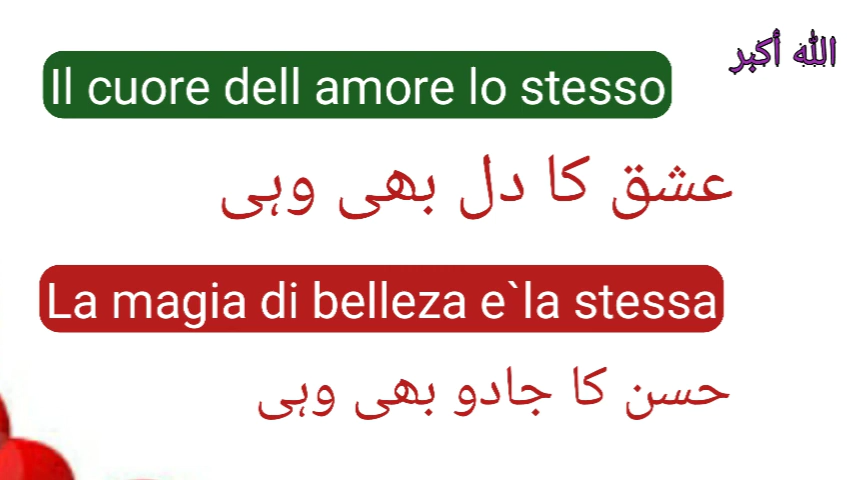 الله أكبر
Il cuore dell amore lo stesso
عشق کا دل بھی وہی
La magia di belleza e`la stessa
حسن کا جادو بھی وہی